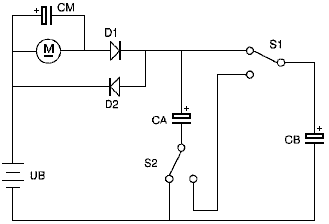 + CM
M
D1
S1
D2
+
CA
+
CB
S2
UB